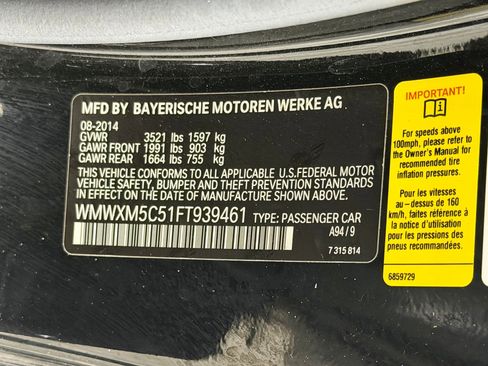 MFD BY BAYERISCHE MOTOREN WERKE AG
08-2014
GVWR 3521 lbs 1597 kg
GAWR FRONT 1991 lbs 903 kg
GAWR REAR 1664 lbs 755 kg
THIS VEHICLE CONFORMS TO ALL APPLICABLE U.S.FEDERAL MOTOR
VEHICLE SAFETY, BUMPER AND THEFT PREVENTION STANDARDS
IN EFFECT ON THE DATE OF MANUFACTURE SHOWN ABOVE.
WMWXM5C51FT939461 TYPE: PASSENGER CAR
A94/9
7 315 814
IMPORTANT!
For speeds above
100mph, please refer to
the Owner's Manual for
recommended tire
inflation pressures.
Pour les vitesses
au-dessus de 160
km/h, faites référence à
la notice d'utilisation
pour les pressions des
pneus recommandées.
6859729